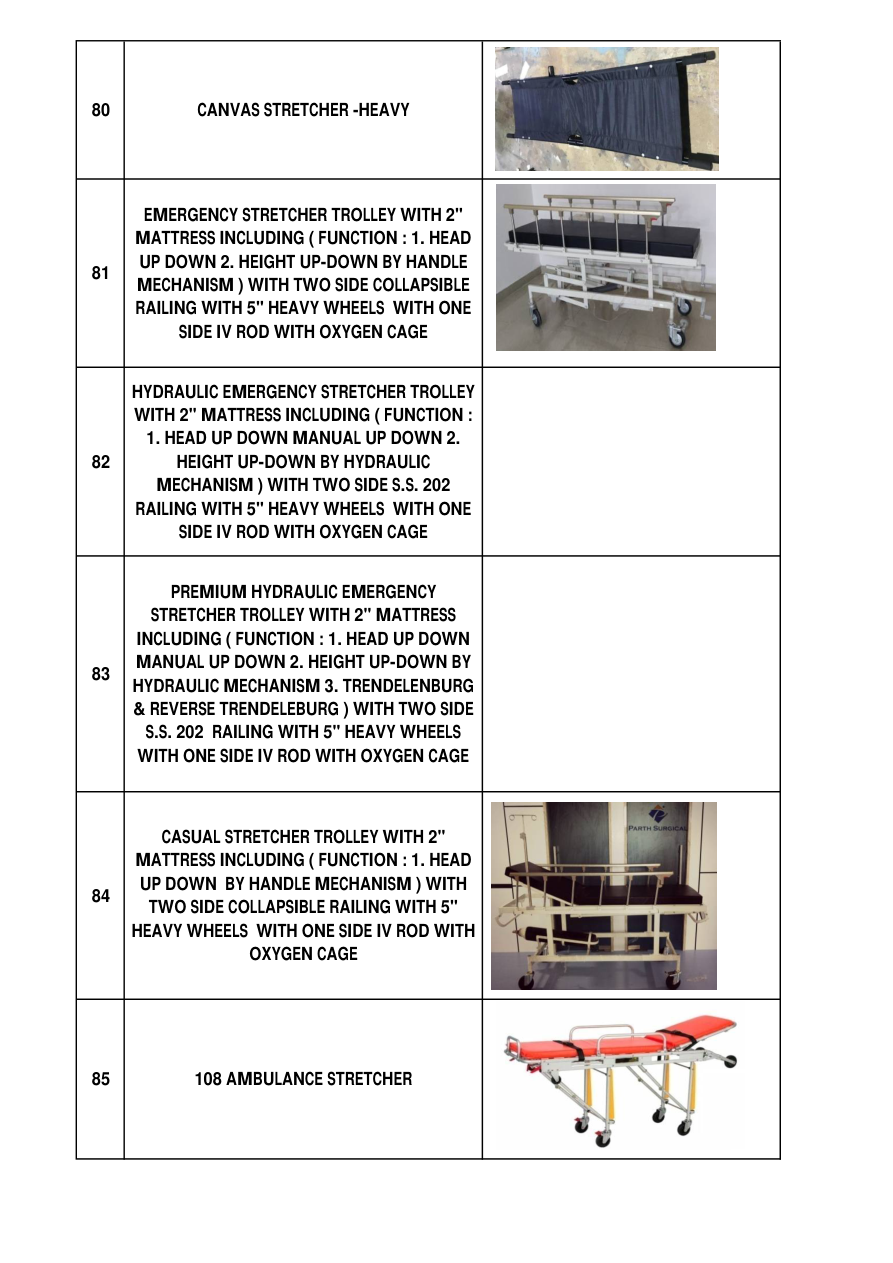 80
CANVAS STRETCHER -HEAVY
81
EMERGENCY STRETCHER TROLLEY WITH 2"
MATTRESS INCLUDING ( FUNCTION : 1. HEAD
UP DOWN 2. HEIGHT UP-DOWN BY HANDLE
MECHANISM ) WITH TWO SIDE COLLAPSIBLE
RAILING WITH 5" HEAVY WHEELS  WITH ONE
SIDE IV ROD WITH OXYGEN CAGE
82
HYDRAULIC EMERGENCY STRETCHER TROLLEY
WITH 2" MATTRESS INCLUDING ( FUNCTION :
1. HEAD UP DOWN MANUAL UP DOWN 2.
HEIGHT UP-DOWN BY HYDRAULIC
MECHANISM ) WITH TWO SIDE S.S. 202
RAILING WITH 5" HEAVY WHEELS  WITH ONE
SIDE IV ROD WITH OXYGEN CAGE
83
PREMIUM HYDRAULIC EMERGENCY
STRETCHER TROLLEY WITH 2" MATTRESS
INCLUDING ( FUNCTION : 1. HEAD UP DOWN
MANUAL UP DOWN 2. HEIGHT UP-DOWN BY
HYDRAULIC MECHANISM 3. TRENDELENBURG
& REVERSE TRENDELEBURG ) WITH TWO SIDE
S.S. 202  RAILING WITH 5" HEAVY WHEELS
WITH ONE SIDE IV ROD WITH OXYGEN CAGE
84
CASUAL STRETCHER TROLLEY WITH 2"
MATTRESS INCLUDING ( FUNCTION : 1. HEAD
UP DOWN  BY HANDLE MECHANISM ) WITH
TWO SIDE COLLAPSIBLE RAILING WITH 5"
HEAVY WHEELS  WITH ONE SIDE IV ROD WITH
OXYGEN CAGE
PARTH SURGICAL
85
108 AMBULANCE STRETCHER